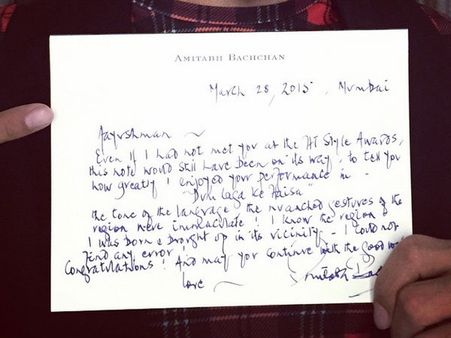 AMITABH BACHCHAN
March 28, 2015, Mumbai
Aayushman ~
Even if I had not met you at the HT Style Awards,
this note would still have been on its way, to tell you
how greatly I enjoyed your performance in -
"Dum Laga Ke Haisa"
the tone of the language, the nuanced gestures of the
region were immaculate! I know the region &
I was born & brought up in its vicinity - I could not
find any error
Congratulations! And may you continue with the good
love ~